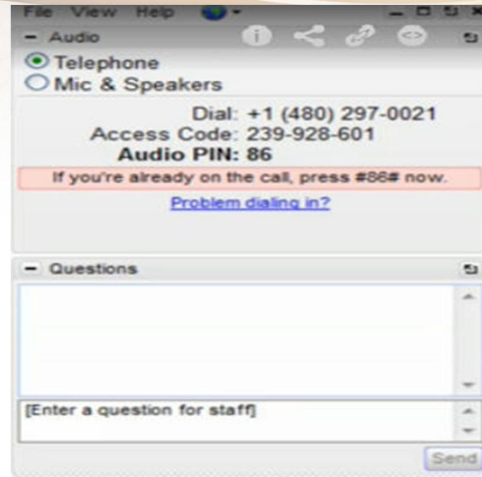 File View Help
Audio
Telephone
Mic & Speakers
Dial: +1 (480) 297-0021
Access Code: 239-928-601
Audio PIN: 86
If you're already on the call, press #86# now.
Problem dialing in?
Questions
[Enter a question for staff]
Send